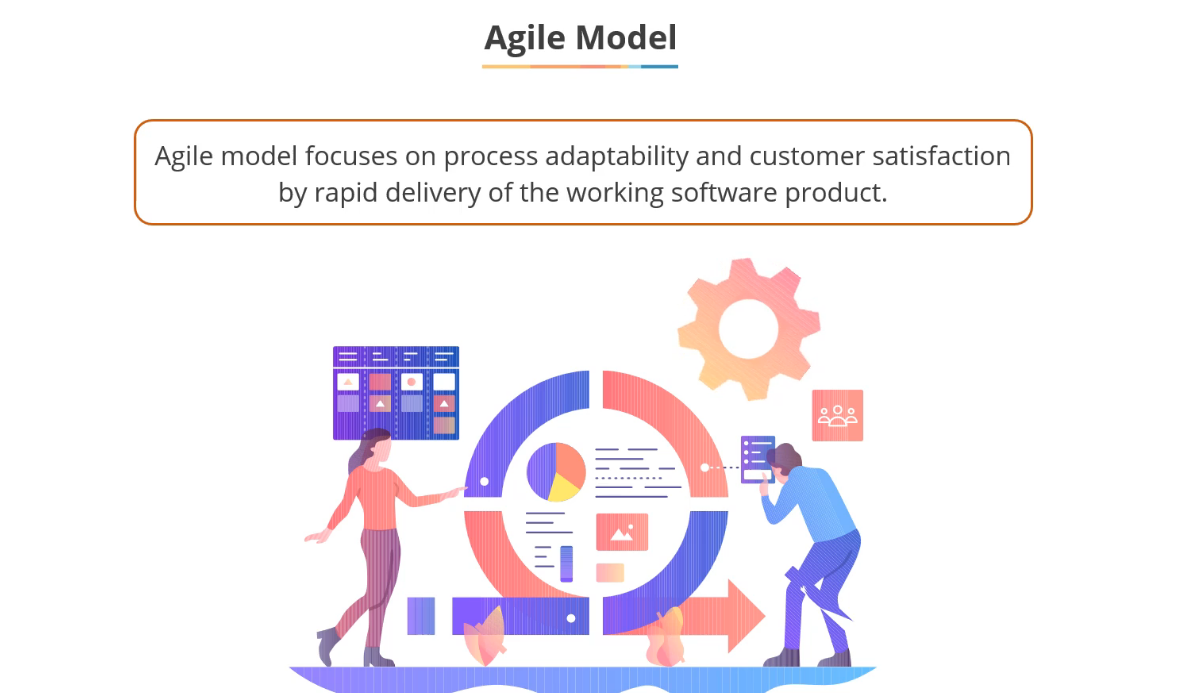 Agile Model
Agile model focuses on process adaptability and customer satisfaction
by rapid delivery of the working software product.